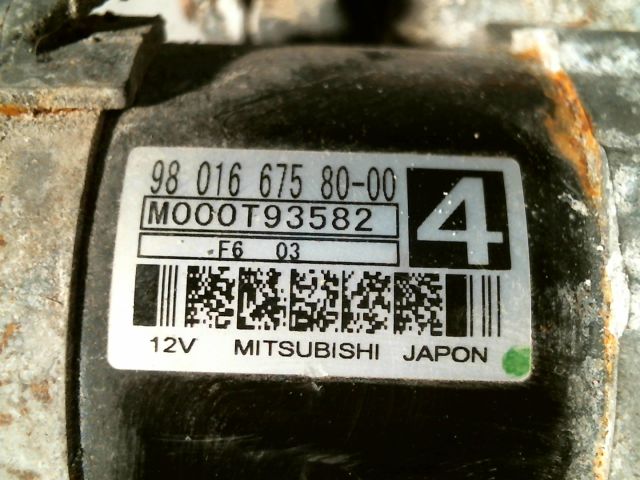 98 016 675 80-00
M000T93582
4
F6 03
12V MITSUBISHI JAPON